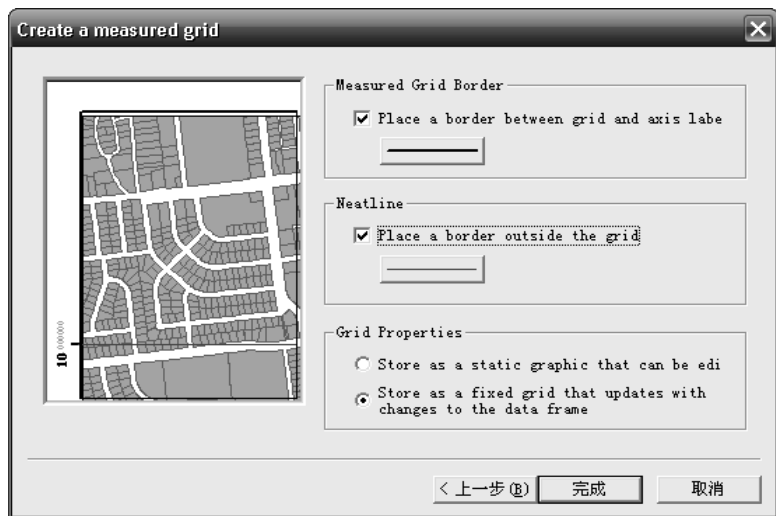 Create a measured grid
Measured Grid Border
Place a border between grid and axis labe
Neatline
Place a border outside the grid
10 000000
Grid Properties
Store as a static graphic that can be edi
Store as a fixed grid that updates with
changes to the data frame
< 上一步(B)
完成
取消